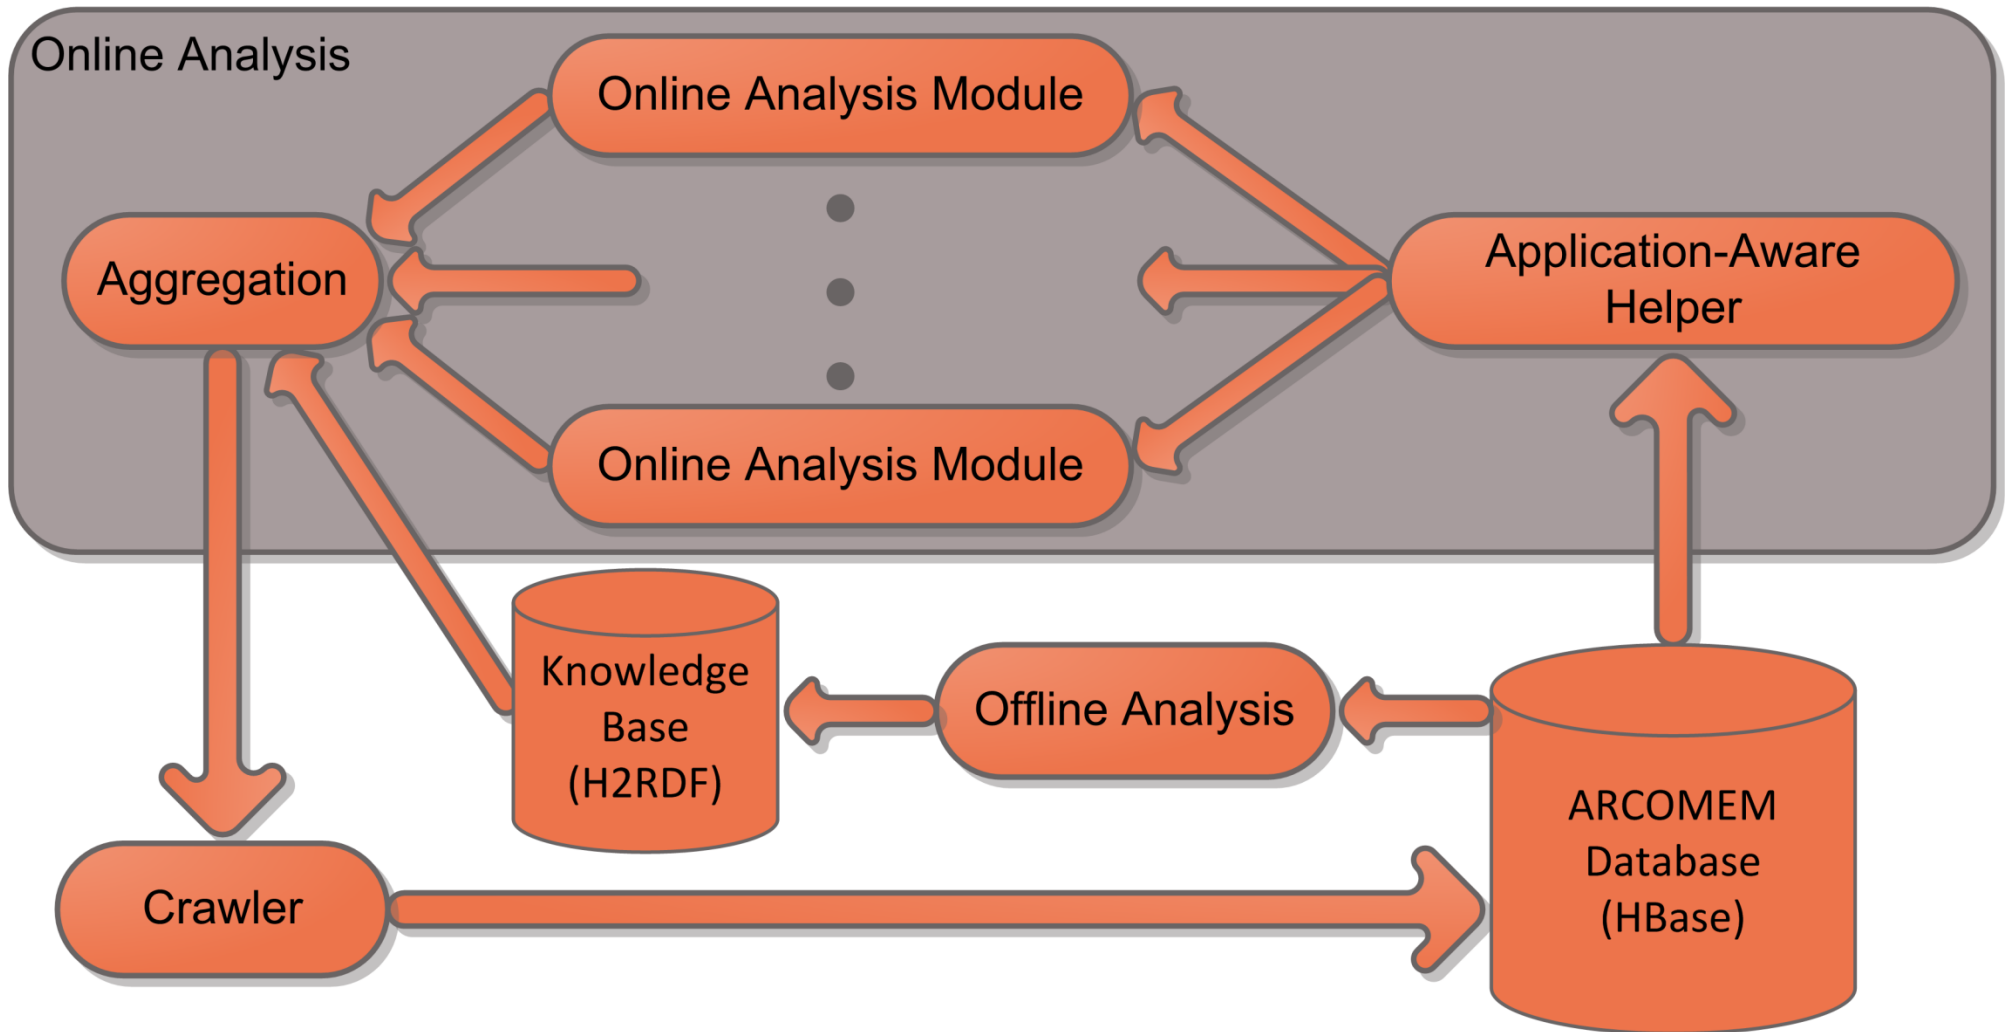 Online Analysis
Online Analysis Module
Aggregation
Application-Aware
Helper
Online Analysis Module
Knowledge
Base
(H2RDF)
Offline Analysis
ARCOMEM
Database
(HBase)
Crawler